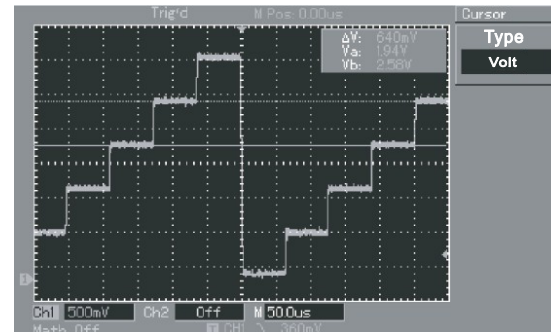 Trig'd M Pos: 0.00us Cursor
ΔV: 640mV
Va: 1.94V
Vb: 2.58V
Type
Volt
1
Ch1 500mV Ch2 Off M 50.0us
Math Off T CH1 \ 360mV